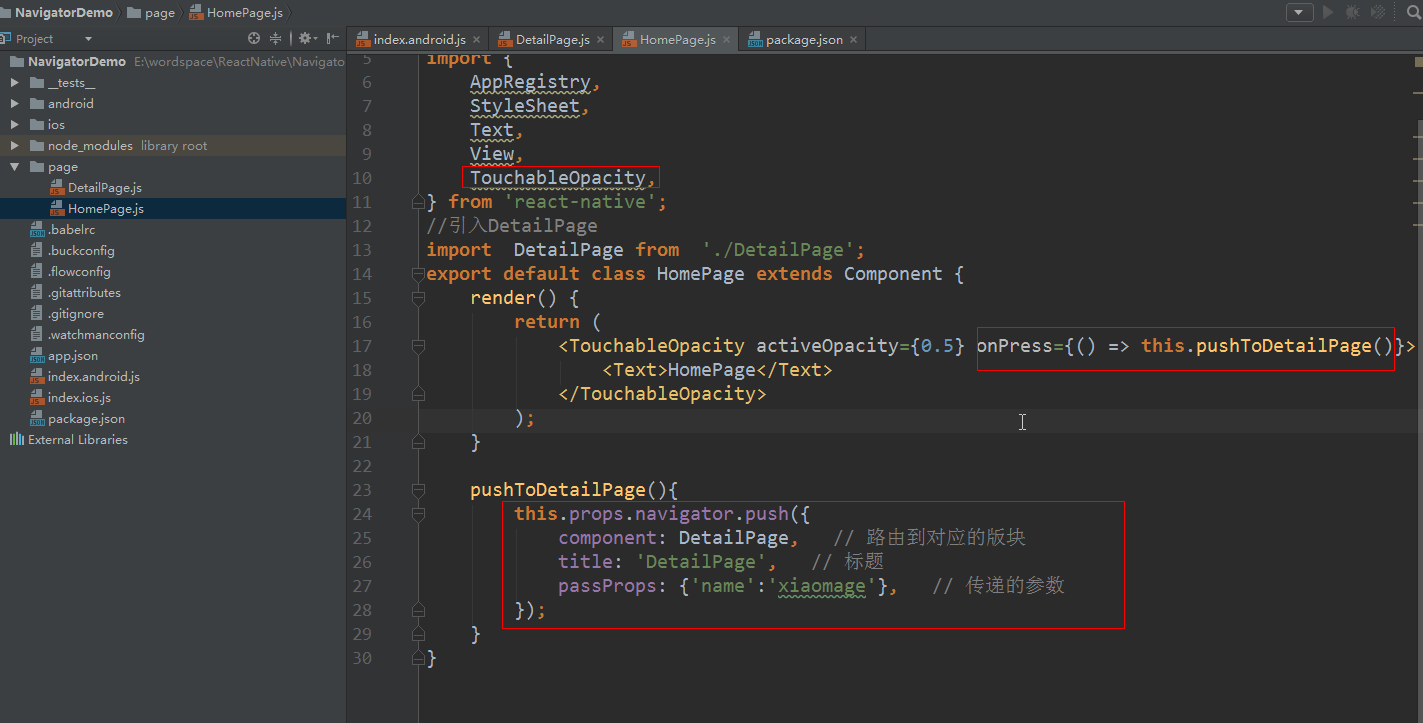 NavigatorDemo page HomePage.js
Project
index.android.js DetailPage.js HomePage.js package.json
NavigatorDemo E:\wordspace\ReactNative\Navigato
__tests__
android
ios
node_modules library root
page
DetailPage.js
HomePage.js
.babelrc
.buckconfig
.flowconfig
.gitattributes
.gitignore
.watchmanconfig
app.json
index.android.js
index.ios.js
package.json
External Libraries
5 import {
6 AppRegistry,
7 StyleSheet,
8 Text,
9 View,
10 TouchableOpacity,
11 } from 'react-native';
12 //引入DetailPage
13 import  DetailPage from  './DetailPage';
14 export default class HomePage extends Component {
15 render() {
16 return (
17 <TouchableOpacity activeOpacity={0.5} onPress={() => this.pushToDetailPage()}>
18 <Text>HomePage</Text>
19 </TouchableOpacity>
20 );
21 }
22
23 pushToDetailPage(){
24 this.props.navigator.push({
25 component: DetailPage,   // 路由到对应的版块
26 title: 'DetailPage',   // 标题
27 passProps: {'name':'xiaomage'},   // 传递的参数
28 });
29 }
30 }